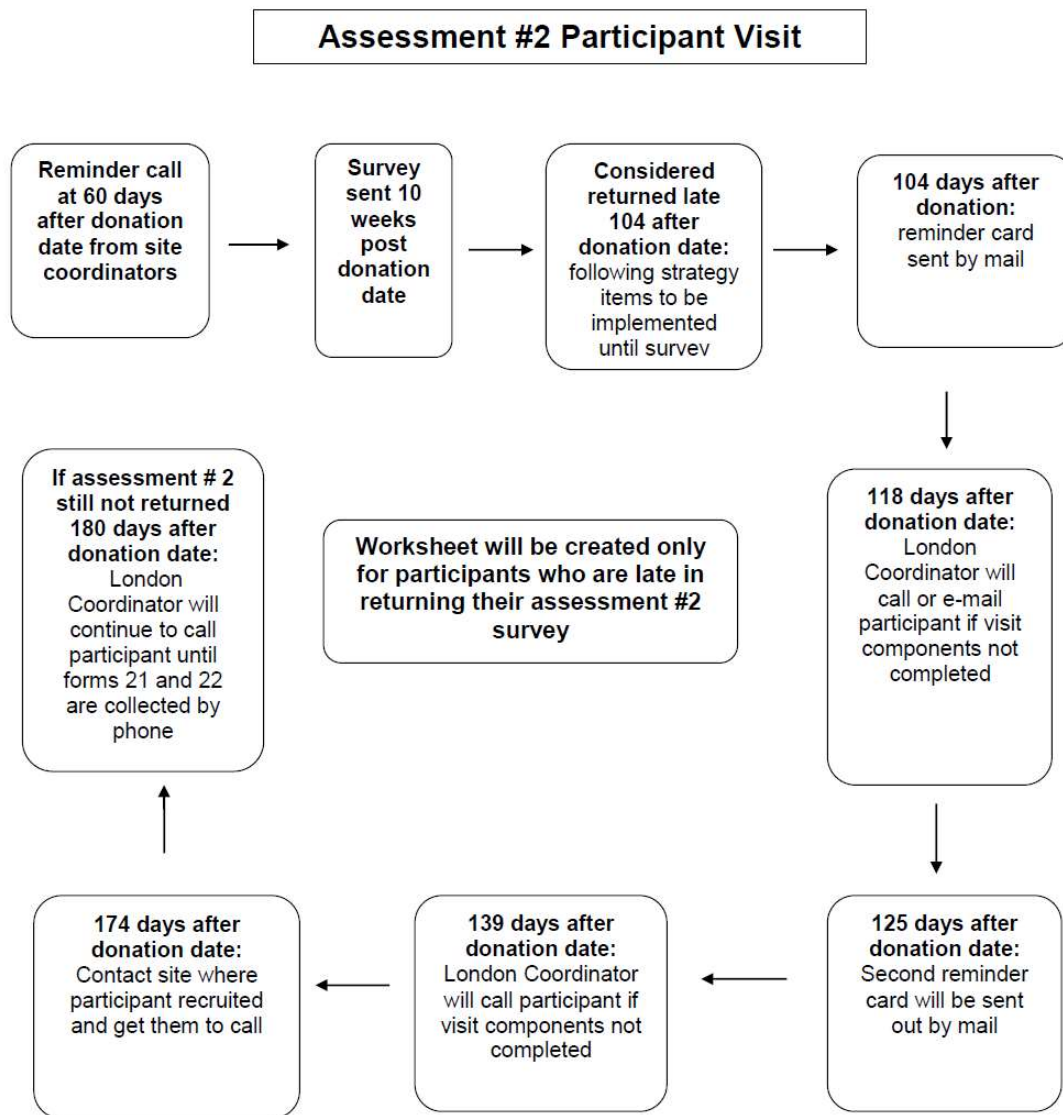 Assessment #2 Participant Visit
Reminder call
at 60 days
after donation
date from site
coordinators
Survey
sent 10
weeks
post
donation
date
Considered
returned late
104 after
donation date:
following strategy
items to be
implemented
until survev
104 days after
donation:
reminder card
sent by mail
118 days after
donation date:
London
Coordinator will
call or e-mail
participant if visit
components not
completed
125 days after
donation date:
Second reminder
card will be sent
out by mail
139 days after
donation date:
London Coordinator
will call participant if
visit components not
completed
174 days after
donation date:
Contact site where
participant recruited
and get them to call
If assessment # 2
still not returned
180 days after
donation date:
London
Coordinator will
continue to call
participant until
forms 21 and 22
are collected by
phone
Worksheet will be created only
for participants who are late in
returning their assessment #2
survey